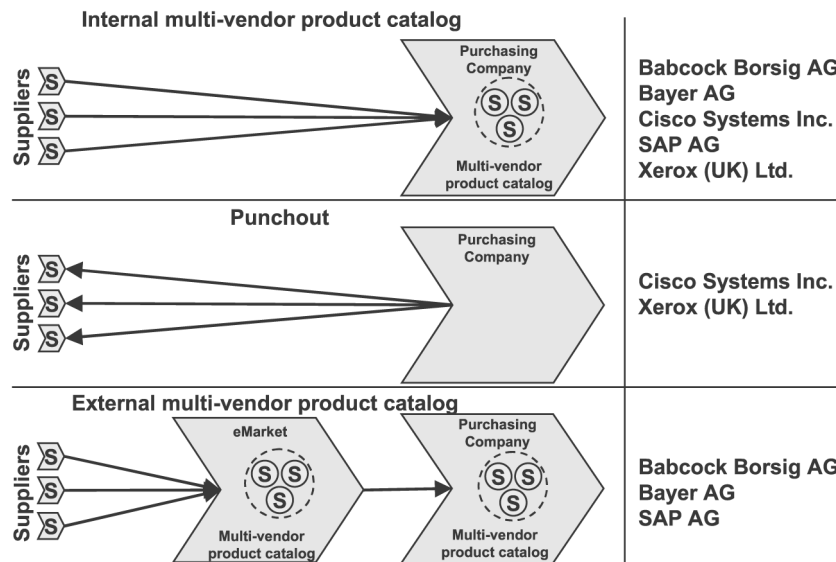 Internal multi-vendor product catalog
Suppliers
S
S
S
Purchasing
Company
S S
S
Multi-vendor
product catalog
Babcock Borsig AG
Bayer AG
Cisco Systems Inc.
SAP AG
Xerox (UK) Ltd.
Punchout
Suppliers
S
S
S
Purchasing
Company
Cisco Systems Inc.
Xerox (UK) Ltd.
External multi-vendor product catalog
Suppliers
S
S
S
eMarket
S S
S
Multi-vendor
product catalog
Purchasing
Company
S S
S
Multi-vendor
product catalog
Babcock Borsig AG
Bayer AG
SAP AG